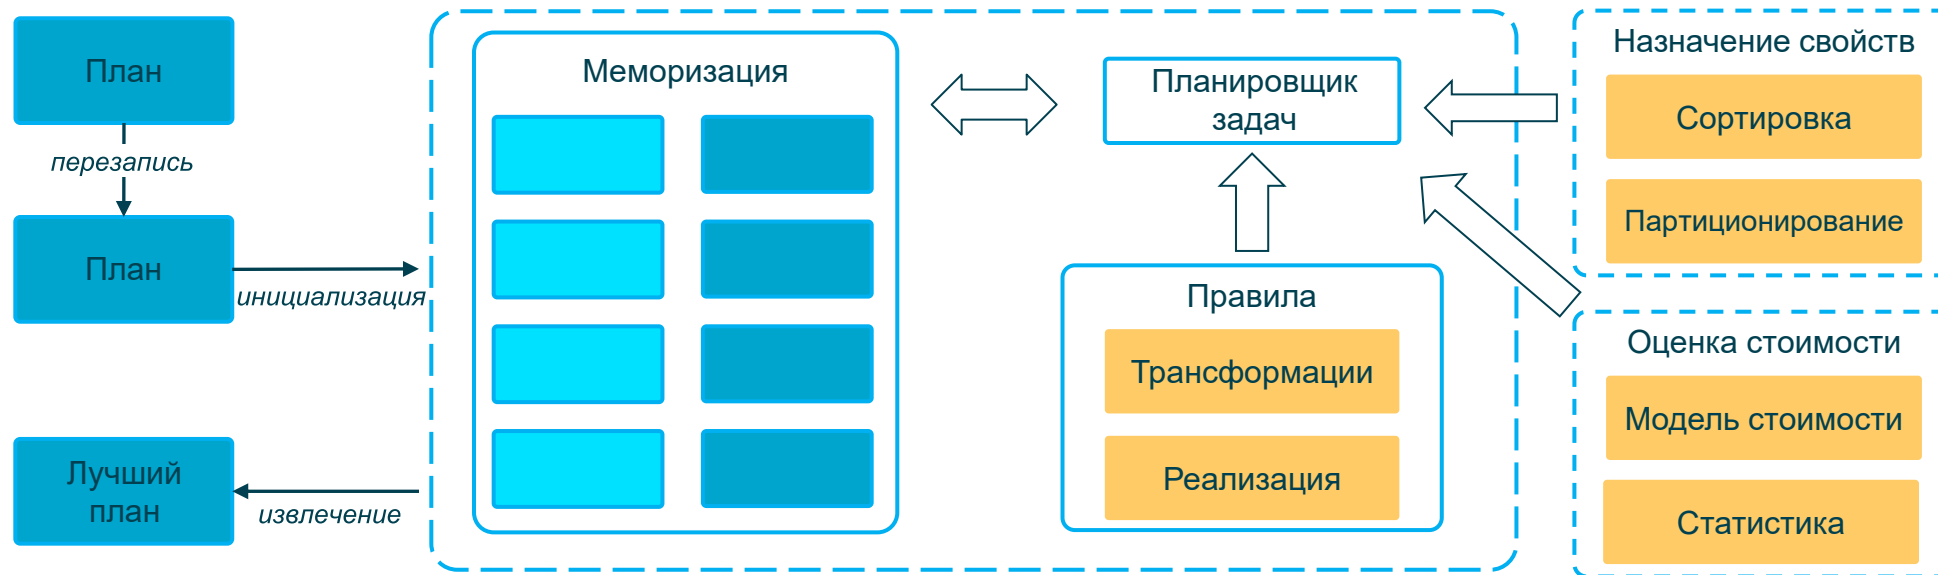 План
перезапись
План
инициализация
Лучший
план
извлечение
Меморизация
Планировщик
задач
Правила
Трансформации
Реализация
Назначение свойств
Сортировка
Партиционирование
Оценка стоимости
Модель стоимости
Статистика